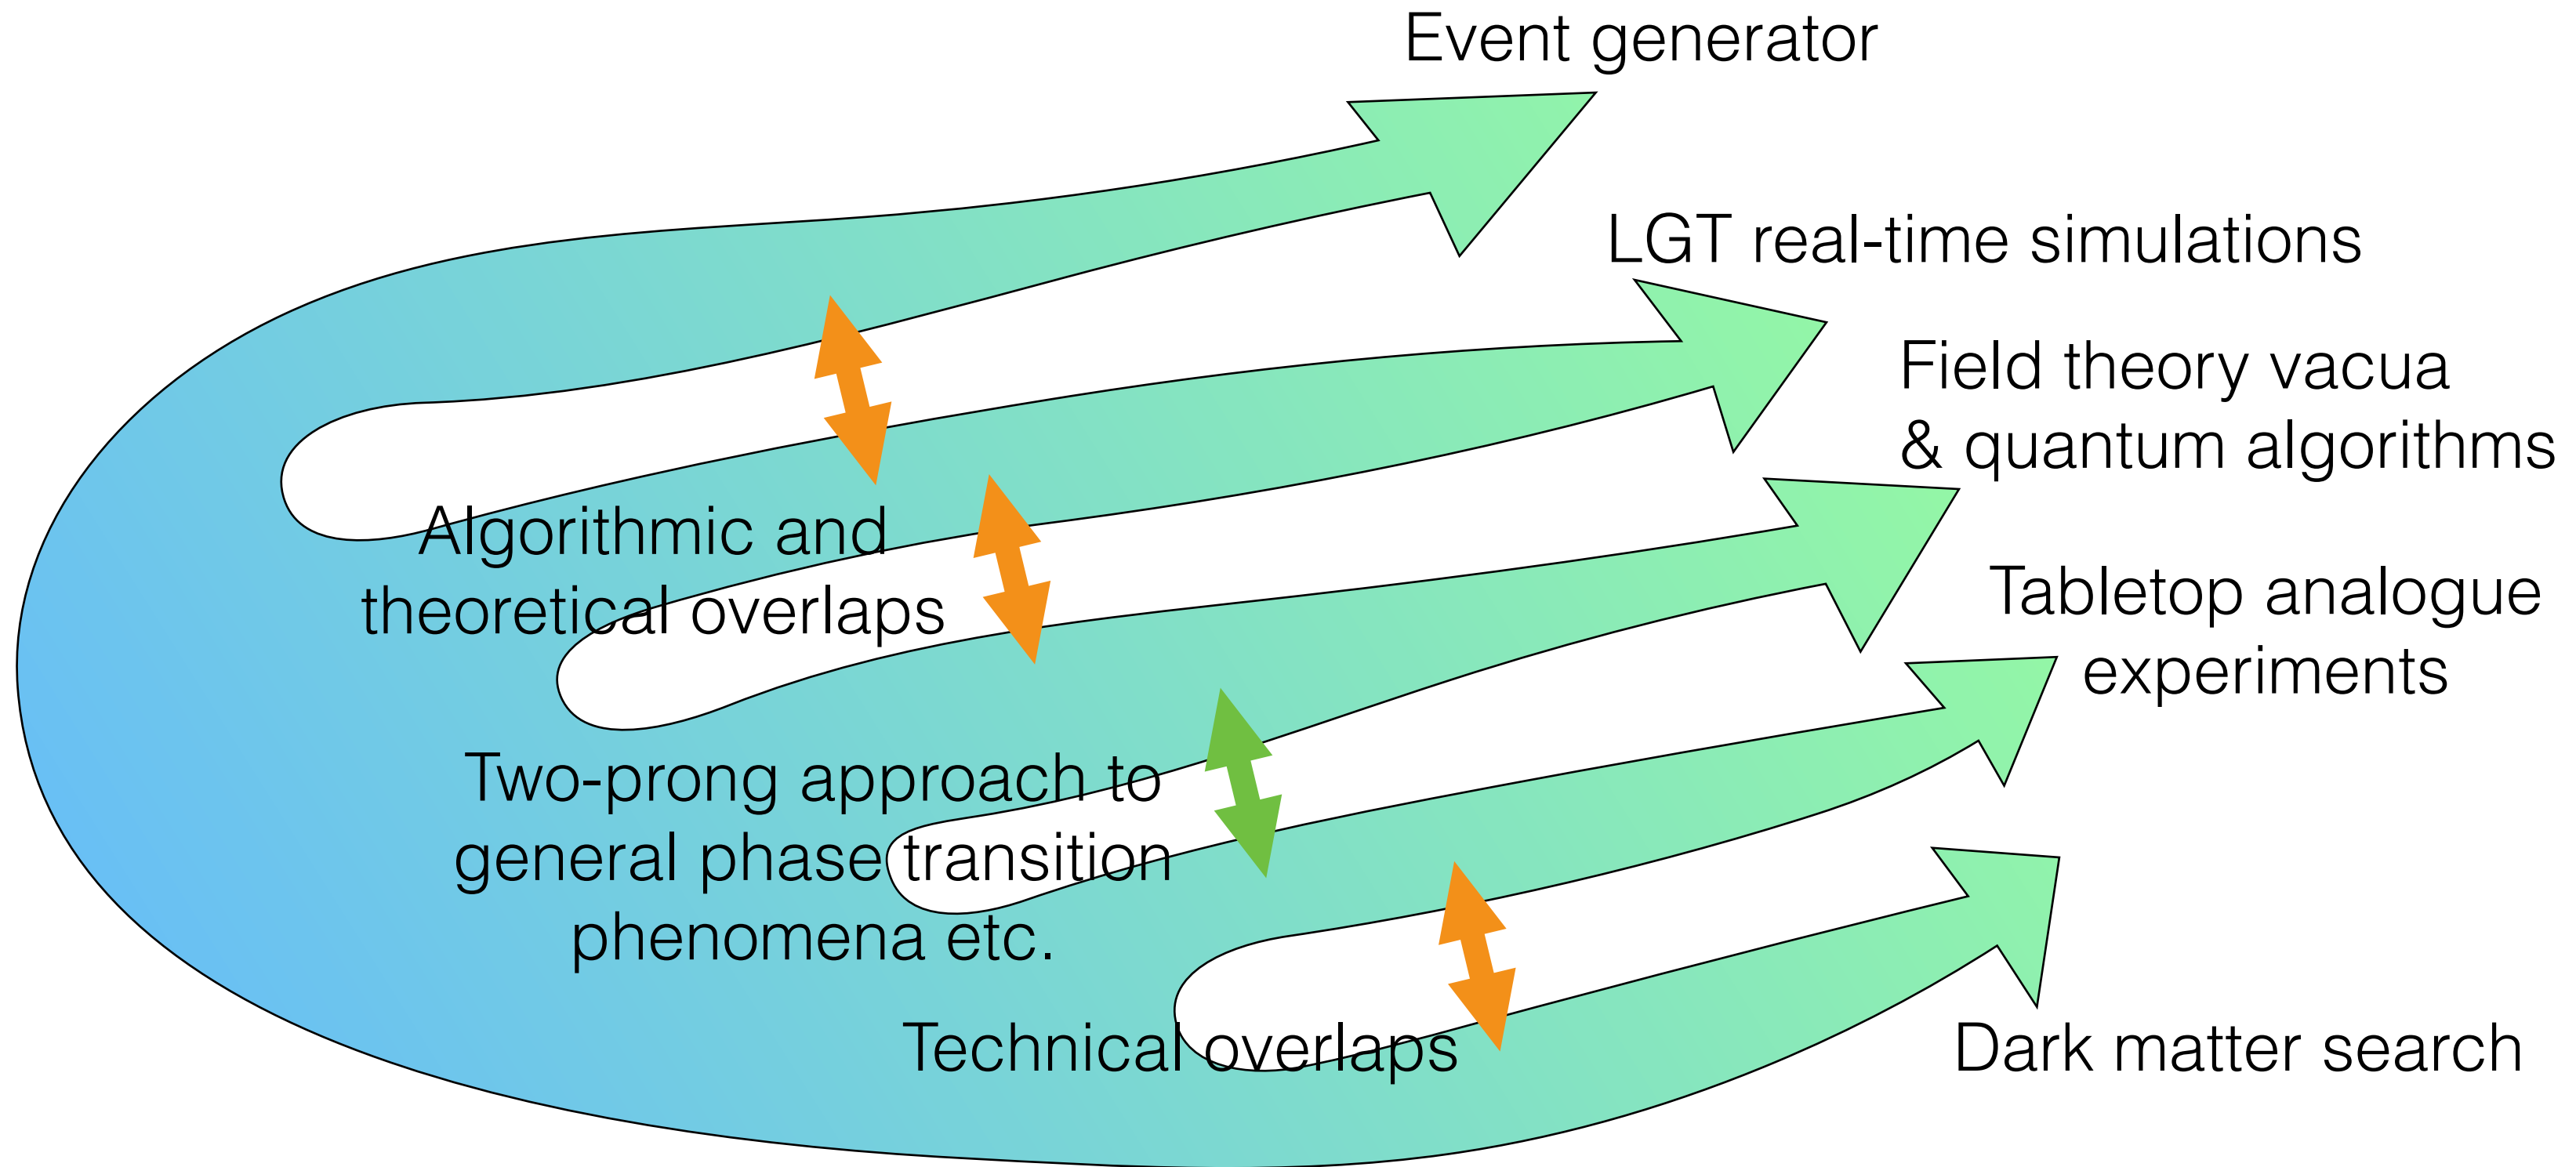 Event generator
LGT real-time simulations
Field theory vacua
& quantum algorithms
Algorithmic and
theoretical overlaps
Tabletop analogue
experiments
Two-prong approach to
general phase transition
phenomena etc.
Technical overlaps
Dark matter search